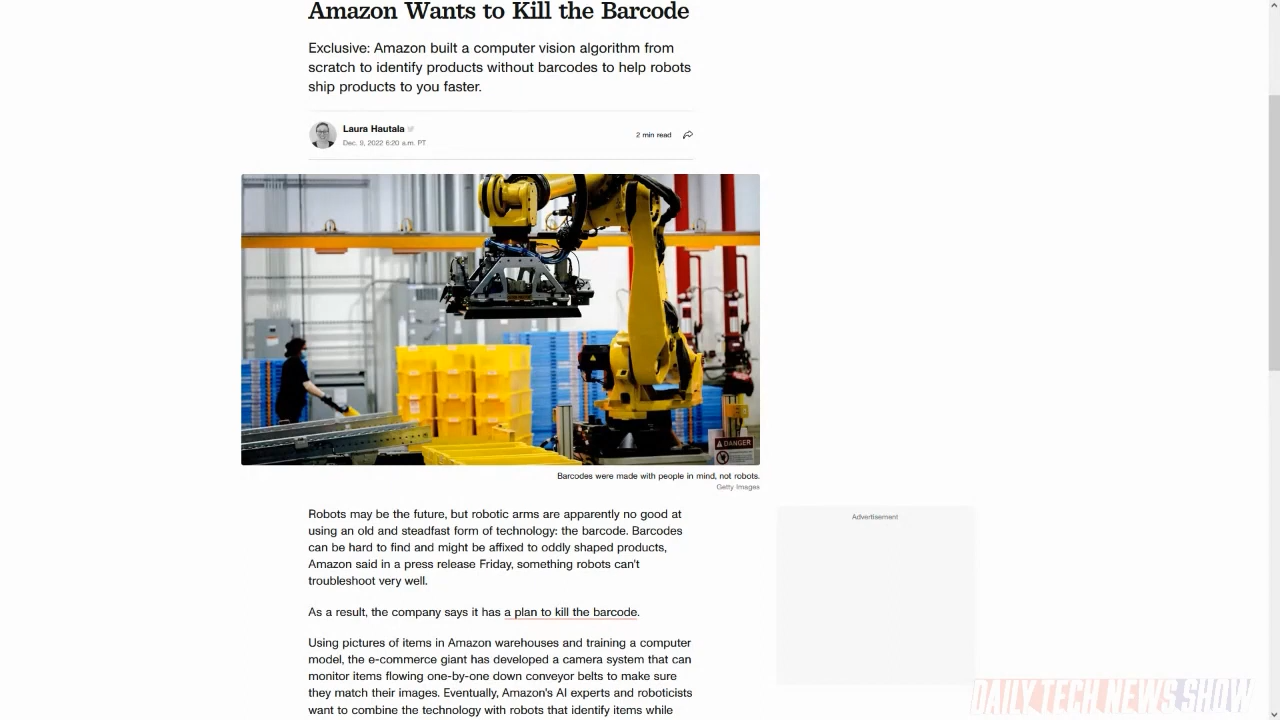 Amazon Wants to Kill the Barcode
Exclusive: Amazon built a computer vision algorithm from
scratch to identify products without barcodes to help robots
ship products to you faster.
Laura Hautala
Dec. 9, 2022 6:20 a.m. PT
2 min read
DANGER
Barcodes were made with people in mind, not robots.
Getty Images
Robots may be the future, but robotic arms are apparently no good at
using an old and steadfast form of technology: the barcode. Barcodes
can be hard to find and might be affixed to oddly shaped products,
Amazon said in a press release Friday, something robots can't
troubleshoot very well.
As a result, the company says it has a plan to kill the barcode.
Using pictures of items in Amazon warehouses and training a computer
model, the e-commerce giant has developed a camera system that can
monitor items flowing one-by-one down conveyor belts to make sure
they match their images. Eventually, Amazon's AI experts and roboticists
want to combine the technology with robots that identify items while
Advertisement
DAILY TECH NEWS SHOW